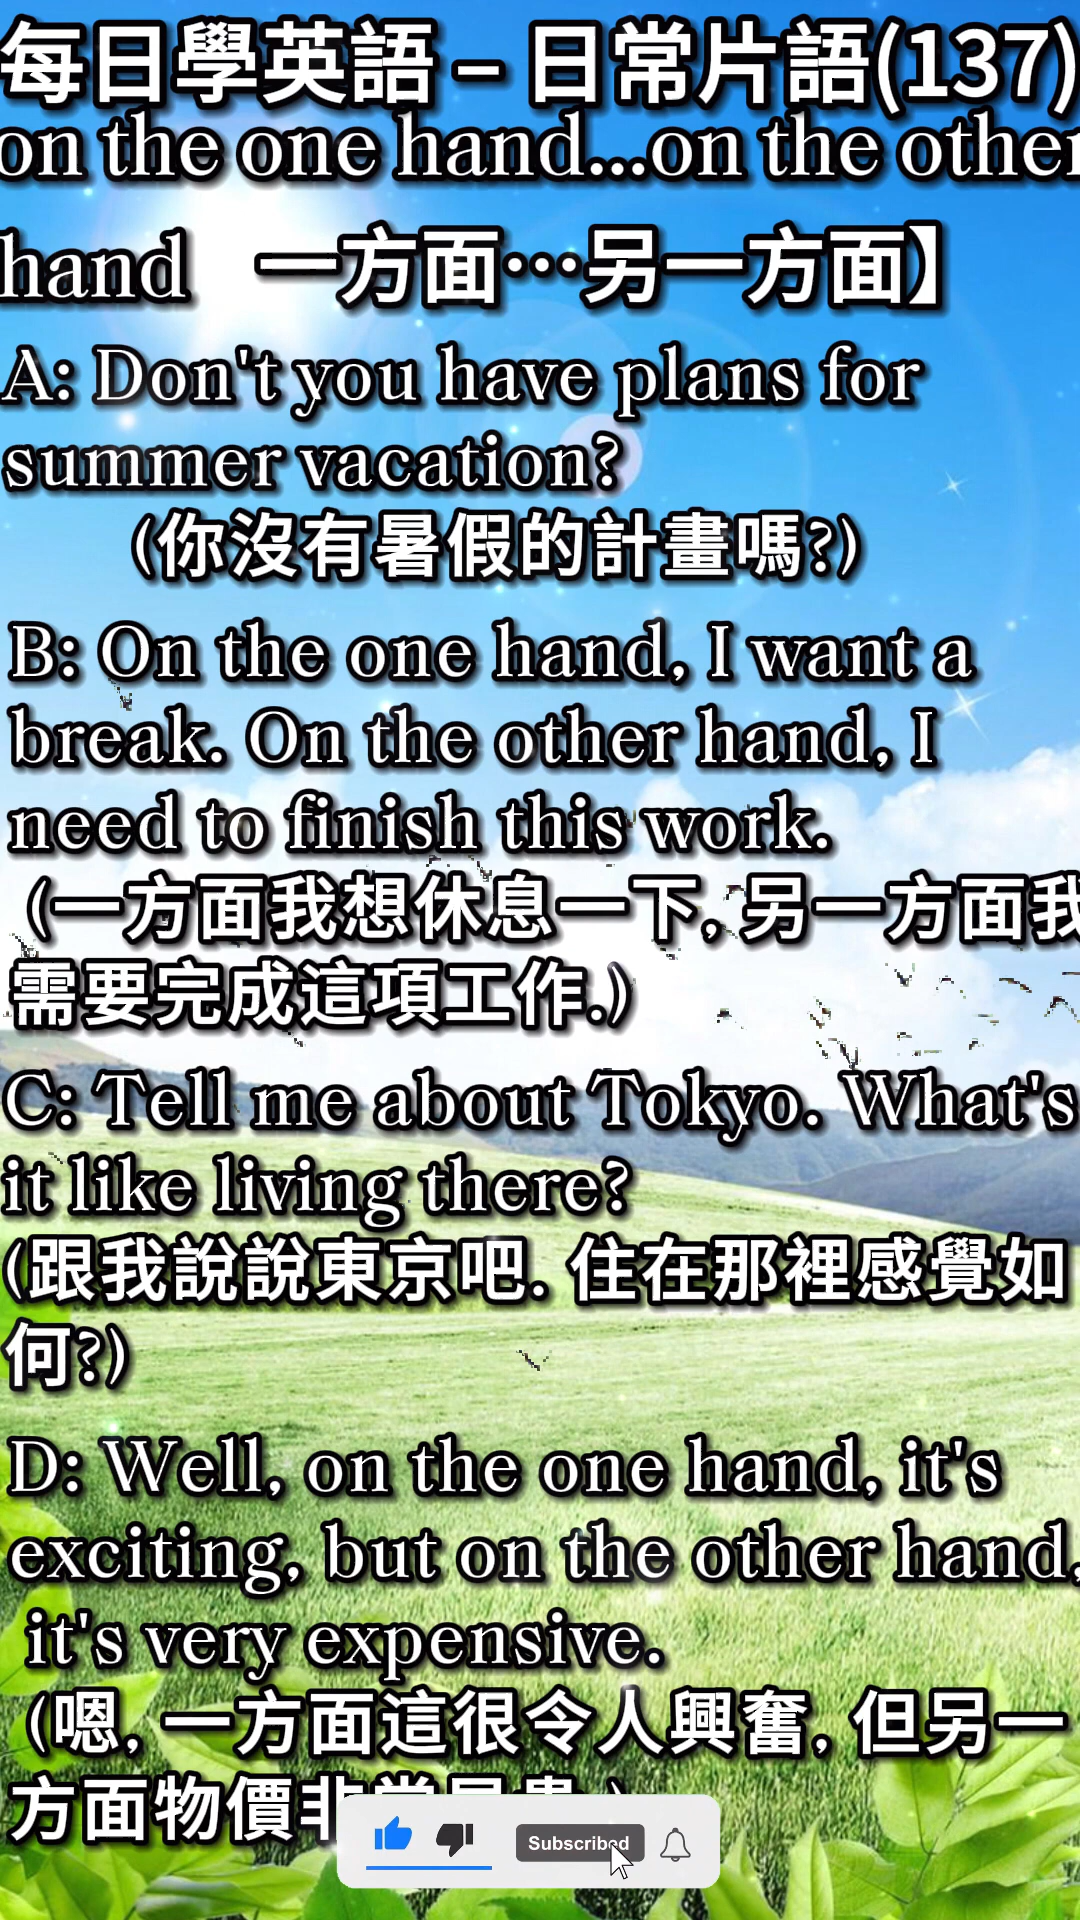 每日學英語 – 日常片語(137)
on the one hand...on the other
hand 一方面…另一方面】
A: Don't you have plans for
summer vacation?
(你沒有暑假的計畫嗎?)
B: On the one hand, I want a
break. On the other hand, I
need to finish this work.
(一方面我想休息一下, 另一方面我
需要完成這項工作.)
C: Tell me about Tokyo. What's
it like living there?
(跟我說說東京吧. 住在那裡感覺如
何?)
D: Well, on the one hand, it's
exciting, but on the other hand,
it's very expensive.
(嗯, 一方面這很令人興奮, 但另一
方面物價非
Subscribed